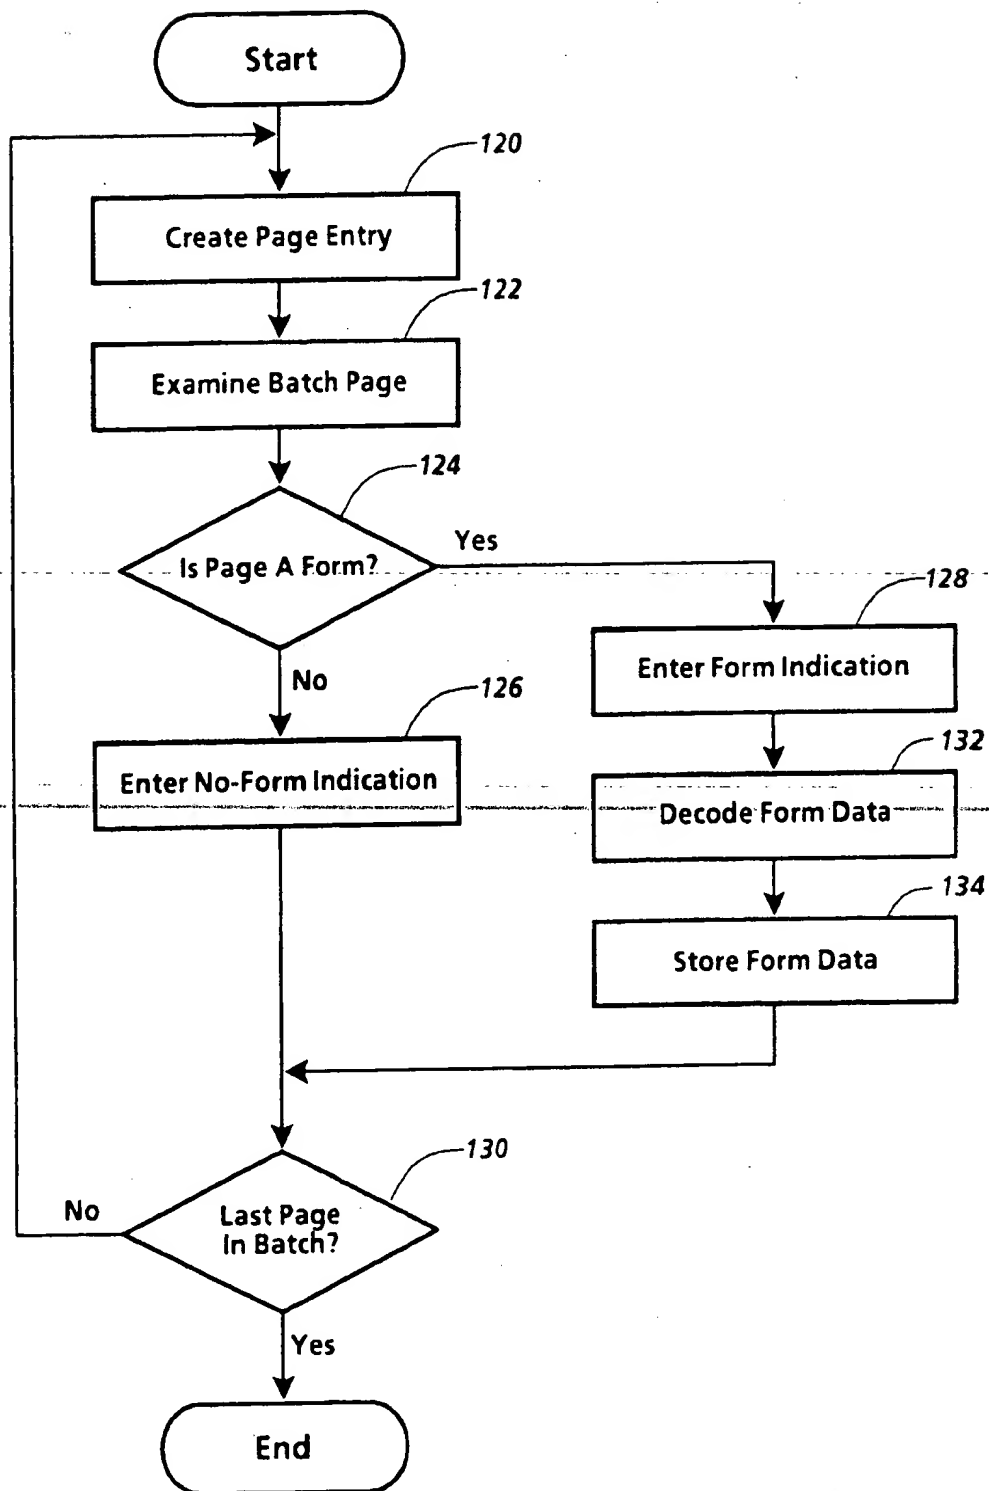 Start
120
Create Page Entry
122
Examine Batch Page
124
Is Page A Form?
Yes
128
Enter Form Indication
No
126
Enter No-Form Indication
132
Decode Form Data
134
Store Form Data
130
Last Page
In Batch?
No
Yes
End